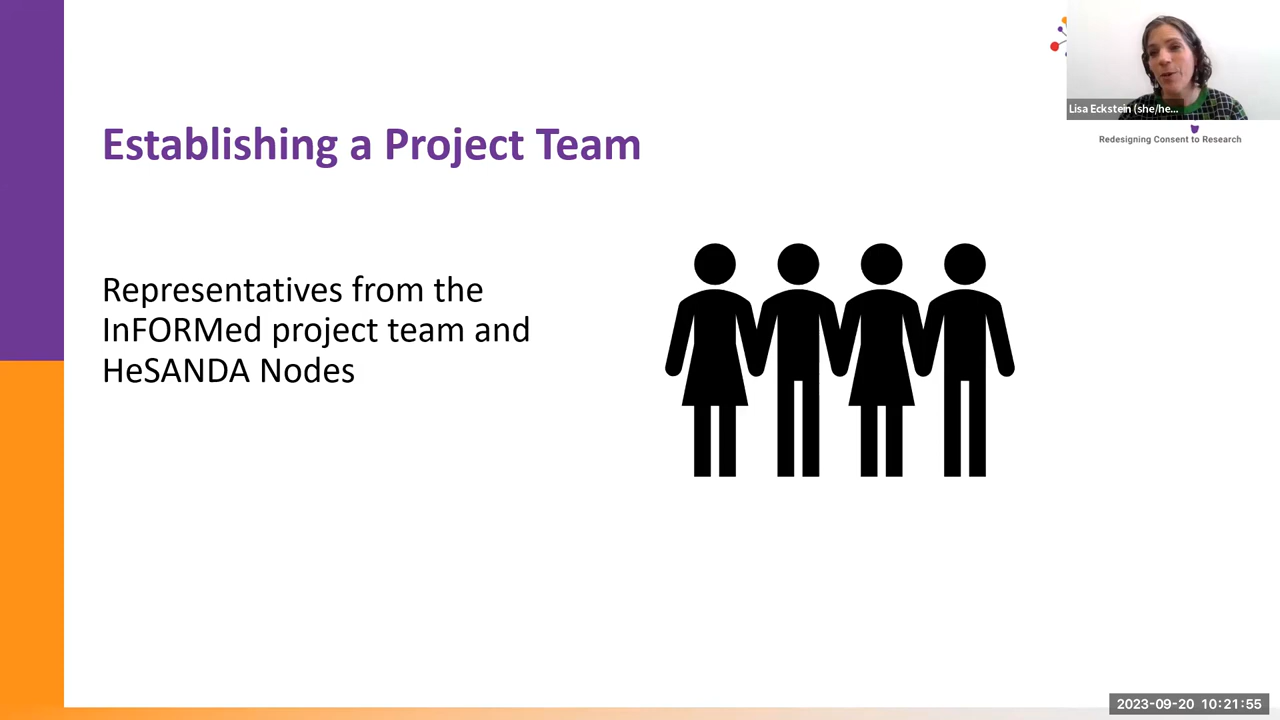 Lisa Eckstein (she/he...
Redesigning Consent to Research
Establishing a Project Team
Representatives from the
InFORMed project team and
HeSANDA Nodes
2023-09-20 10:21:55